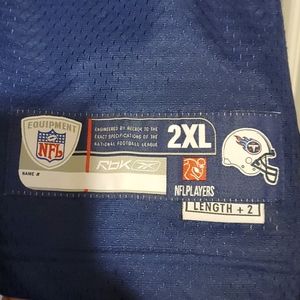 EQUIPMENT
NFL
ENGINEERED BY REEBOK TO THE
EXACT SPECIFICATIONS OF THE
NATIONAL FOOTBALL LEAGUE
2XL
Rbk
NAME #
NFLPLAYERS
LENGTH + 2